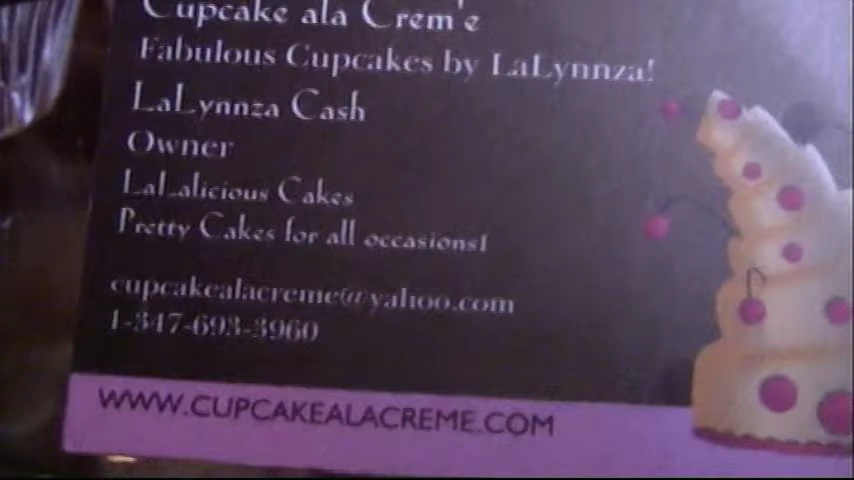 Cupcake ala Crem'e
Fabulous Cupcakes by LaLynnza!
LaLynnza Cash
Owner
LaLalicious Cakes
Pretty Cakes for all occasions!
cupcakealacreme@yahoo.com
1-347-693-3960
WWW.CUPCAKEALACREME.COM